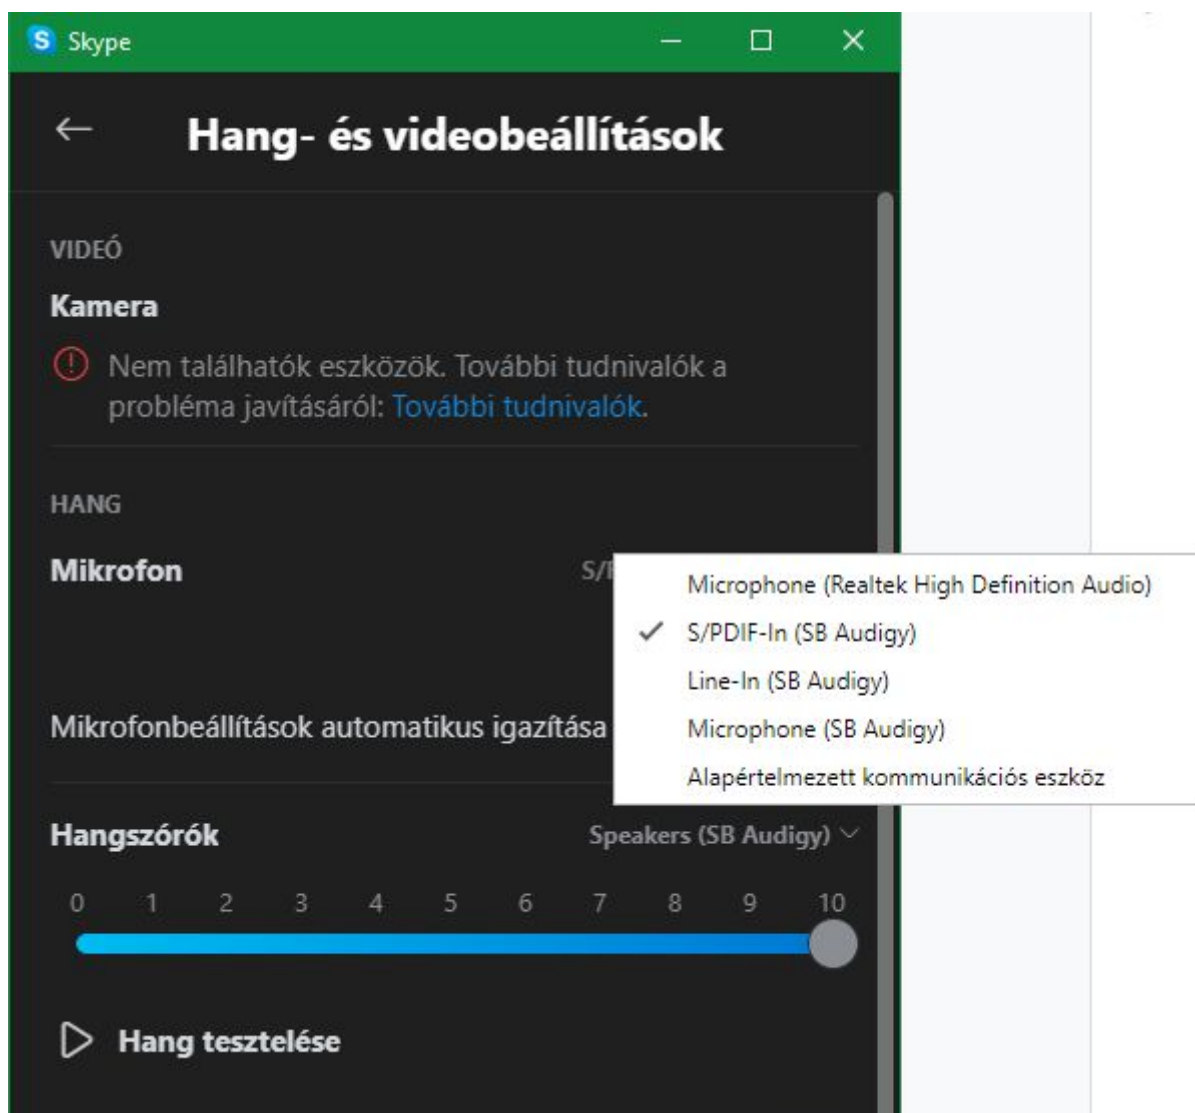 Skype
Hang- és videobeállítások
VIDEÓ
Kamera
Nem találhatók eszközök. További tudnivalók a
probléma javításáról: További tudnivalók.
HANG
Mikrofon
Microphone (Realtek High Definition Audio)
S/PDIF-In (SB Audigy)
Line-In (SB Audigy)
Microphone (SB Audigy)
Alapértelmezett kommunikációs eszköz
Mikrofonbeállítások automatikus igazítása
Hangszórók Speakers (SB Audigy)
0 1 2 3 4 5 6 7 8 9 10
Hang tesztelése